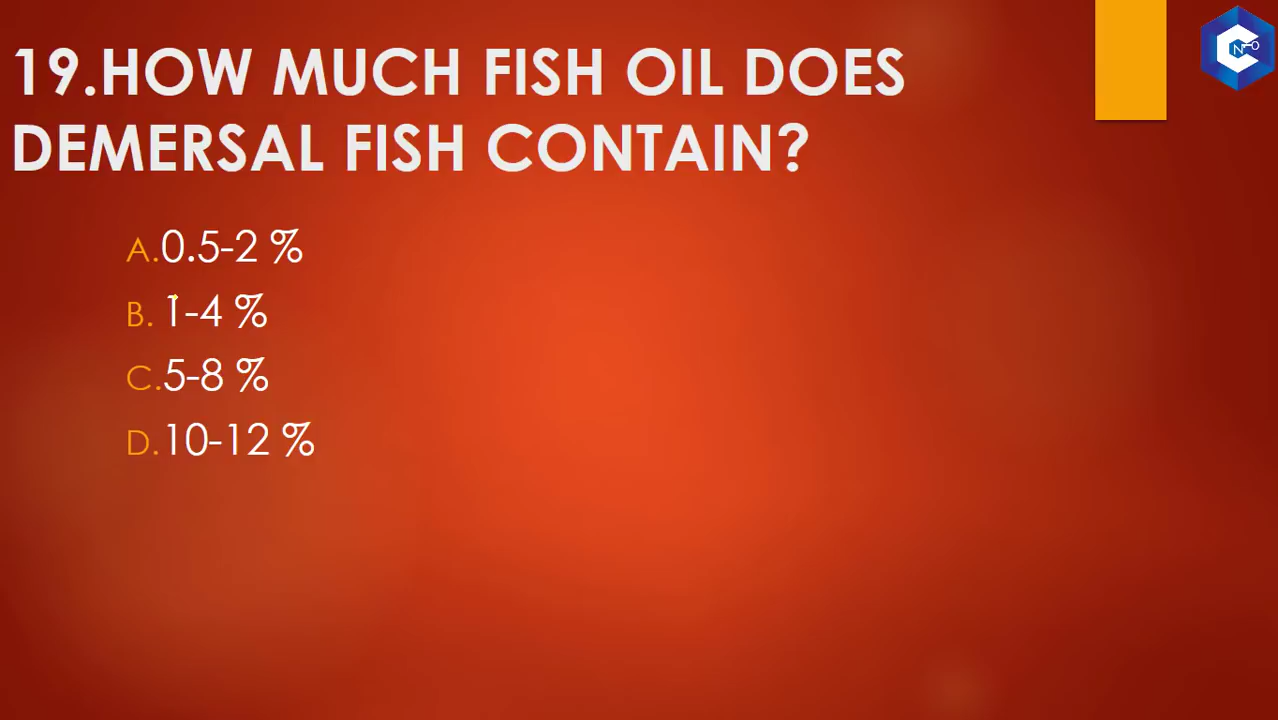 19.HOW MUCH FISH OIL DOES
DEMERSAL FISH CONTAIN?
A.0.5-2 %
B. 1-4 %
C.5-8 %
D.10-12 %
C
N